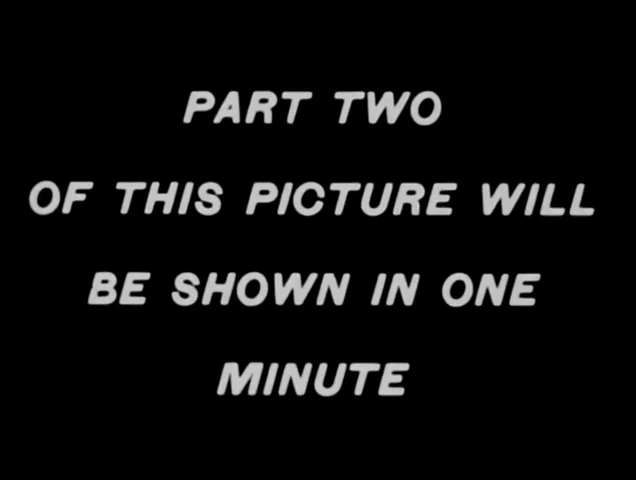 PART TWO
OF THIS PICTURE WILL
BE SHOWN IN ONE
MINUTE